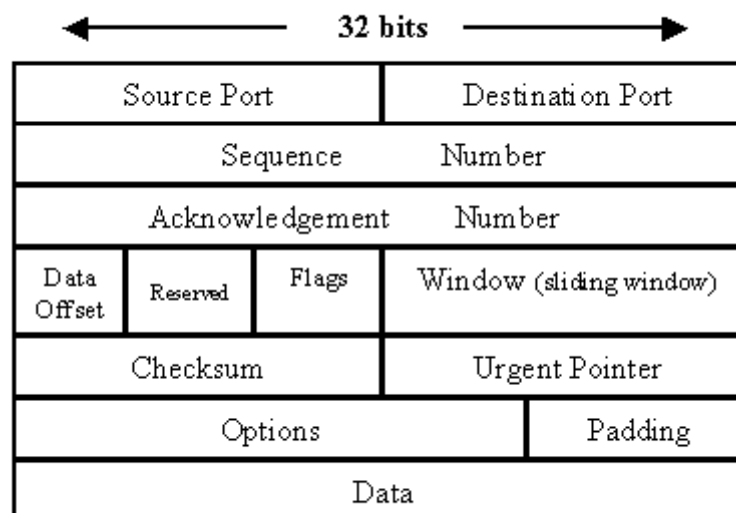 32 bits
Source Port
Destination Port
Sequence Number
Acknowledgement Number
Data
Offset
Reserved
Flags
Window (sliding window)
Checksum
Urgent Pointer
Options
Padding
Data